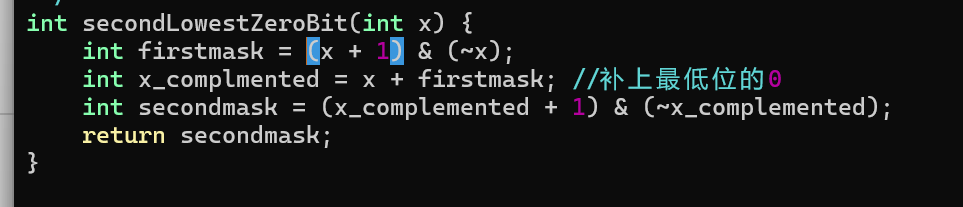 int secondLowestZeroBit(int x) {
    int firstmask = (x + 1) & (~x);
    int x_complmented = x + firstmask; //补上最低位的0
    int secondmask = (x_complemented + 1) & (~x_complemented);
    return secondmask;
}